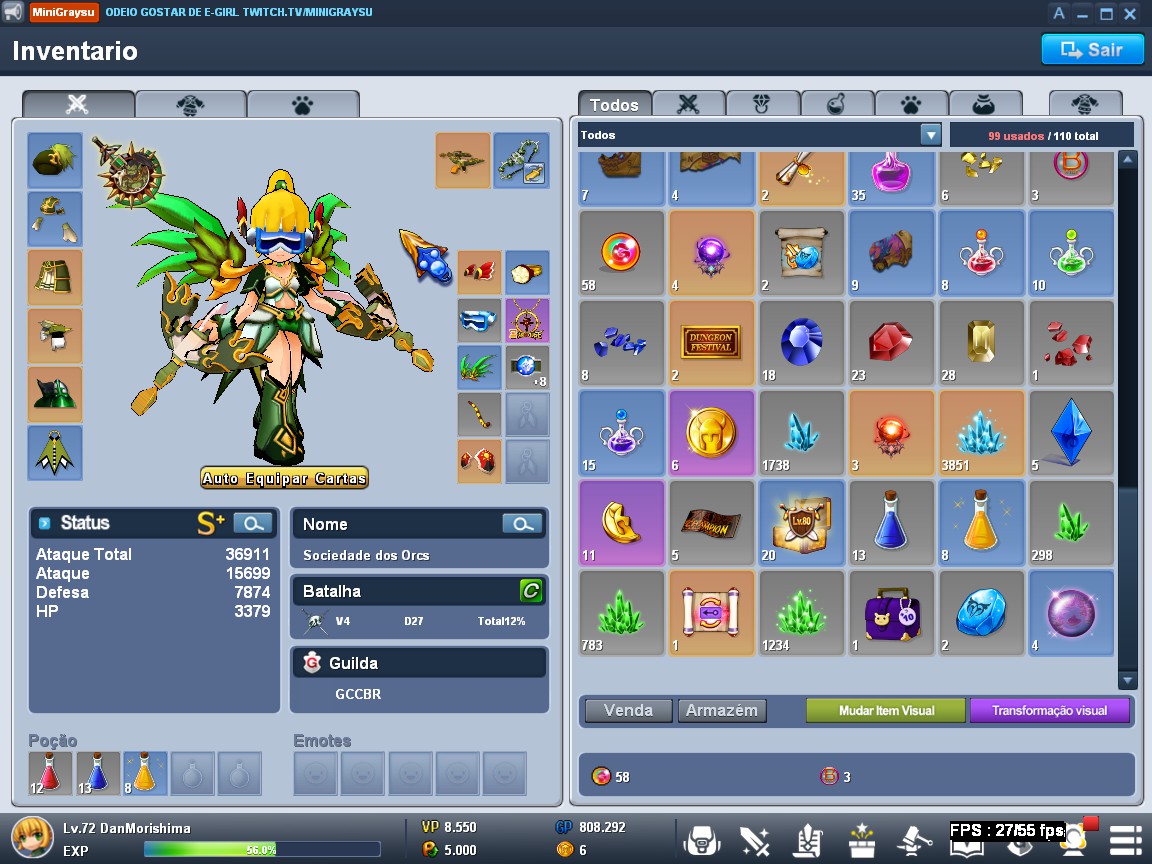 MiniGraysu ODEIO GOSTAR DE E-GIRL TWITCH.TV/MINIGRAYSU
A
Inventario
Sair
Todos
Todos
99 usados / 110 total
7 4 2 35 6 3
58 4 2 9 8 10
DUNGEON
FESTIVAL
8 2 18 23 28 1
15 6 1738 3 3851 5
CHAMPION
Lv.80
11 5 20 13 8 298
10
783 1 1234 1 2 4
+8
Auto Equipar Cartas
Status S+
Ataque Total 36911
Ataque 15699
Defesa 7874
HP 3379
Nome
Sociedade dos Orcs
Batalha C
V4 D27 Total12%
G Guilda
GCCBR
Venda Armazém Mudar Item Visual Transformação visual
58 3
Poção Emotes
12 13 8
Lv.72 DanMorishima
EXP 56.0%
VP 8.550 GP 808.292
5.000 6
FPS : 27/55 fps